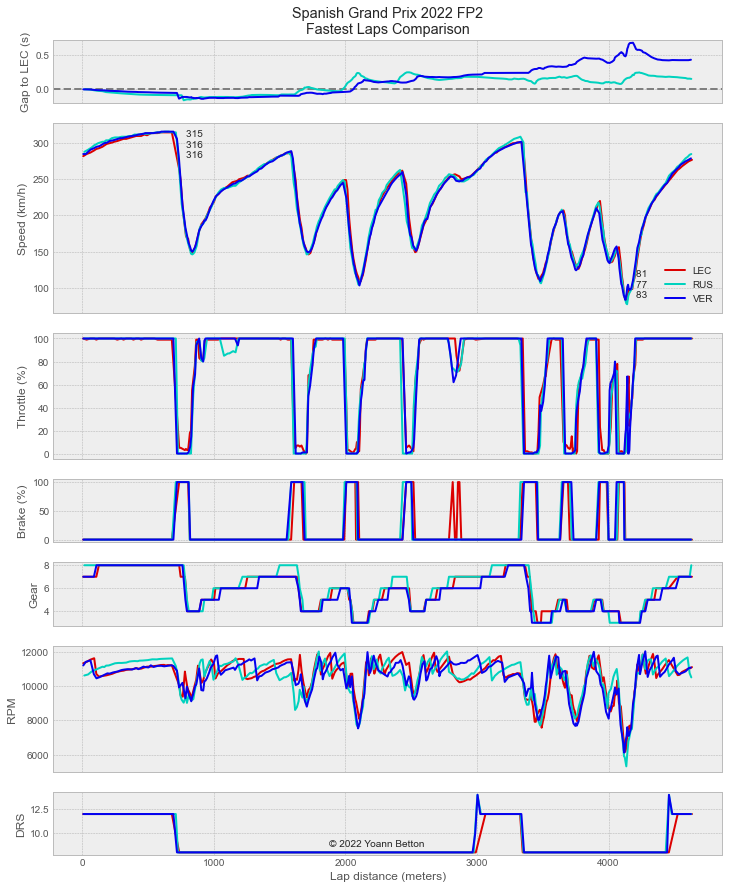 Spanish Grand Prix 2022 FP2
Fastest Laps Comparison
Gap to LEC (s)
0.5
0.0
Speed (km/h)
300
250
200
150
100
315
316
316
81
77
83
LEC
RUS
VER
Throttle (%)
100
80
60
40
20
0
Brake (%)
100
50
0
Gear
8
6
4
RPM
12000
10000
8000
6000
DRS
12.5
10.0
© 2022 Yoann Betton
0
1000
2000
3000
4000
Lap distance (meters)